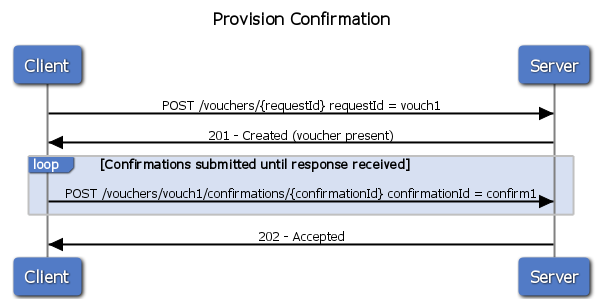 Provision Confirmation
Client
Server
POST /vouchers/{requestId} requestId = vouch1
201 - Created (voucher present)
loop
[Confirmations submitted until response received]
POST /vouchers/vouch1/confirmations/{confirmationId} confirmationId = confirm1
202 - Accepted
Client
Server